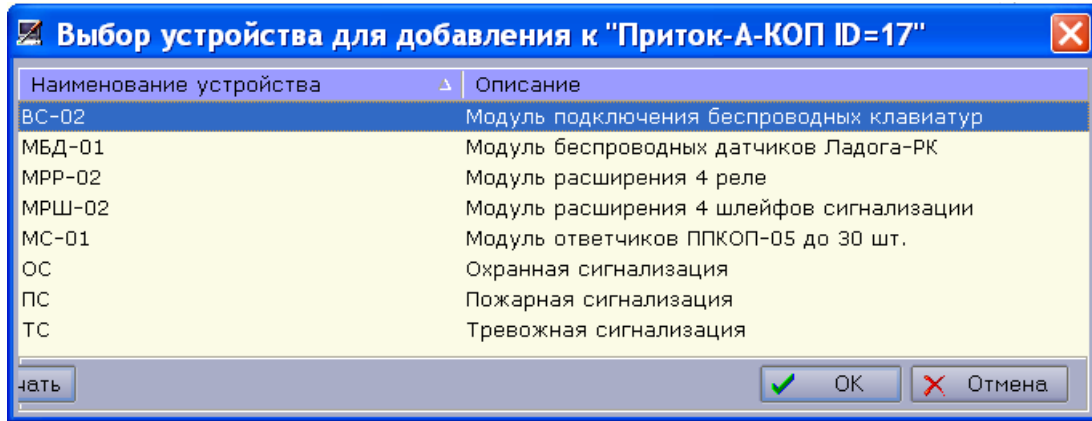 Выбор устройства для добавления к "Приток-А-КОП ID=17"
Наименование устройства Описание
ВС-02 Модуль подключения беспроводных клавиатур
МБД-01 Модуль беспроводных датчиков Ладога-РК
МРР-02 Модуль расширения 4 реле
МРШ-02 Модуль расширения 4 шлейфов сигнализации
МС-01 Модуль ответчиков ППКОП-05 до 30 шт.
ОС Охранная сигнализация
ПС Пожарная сигнализация
ТС Тревожная сигнализация
чать ОК Отмена